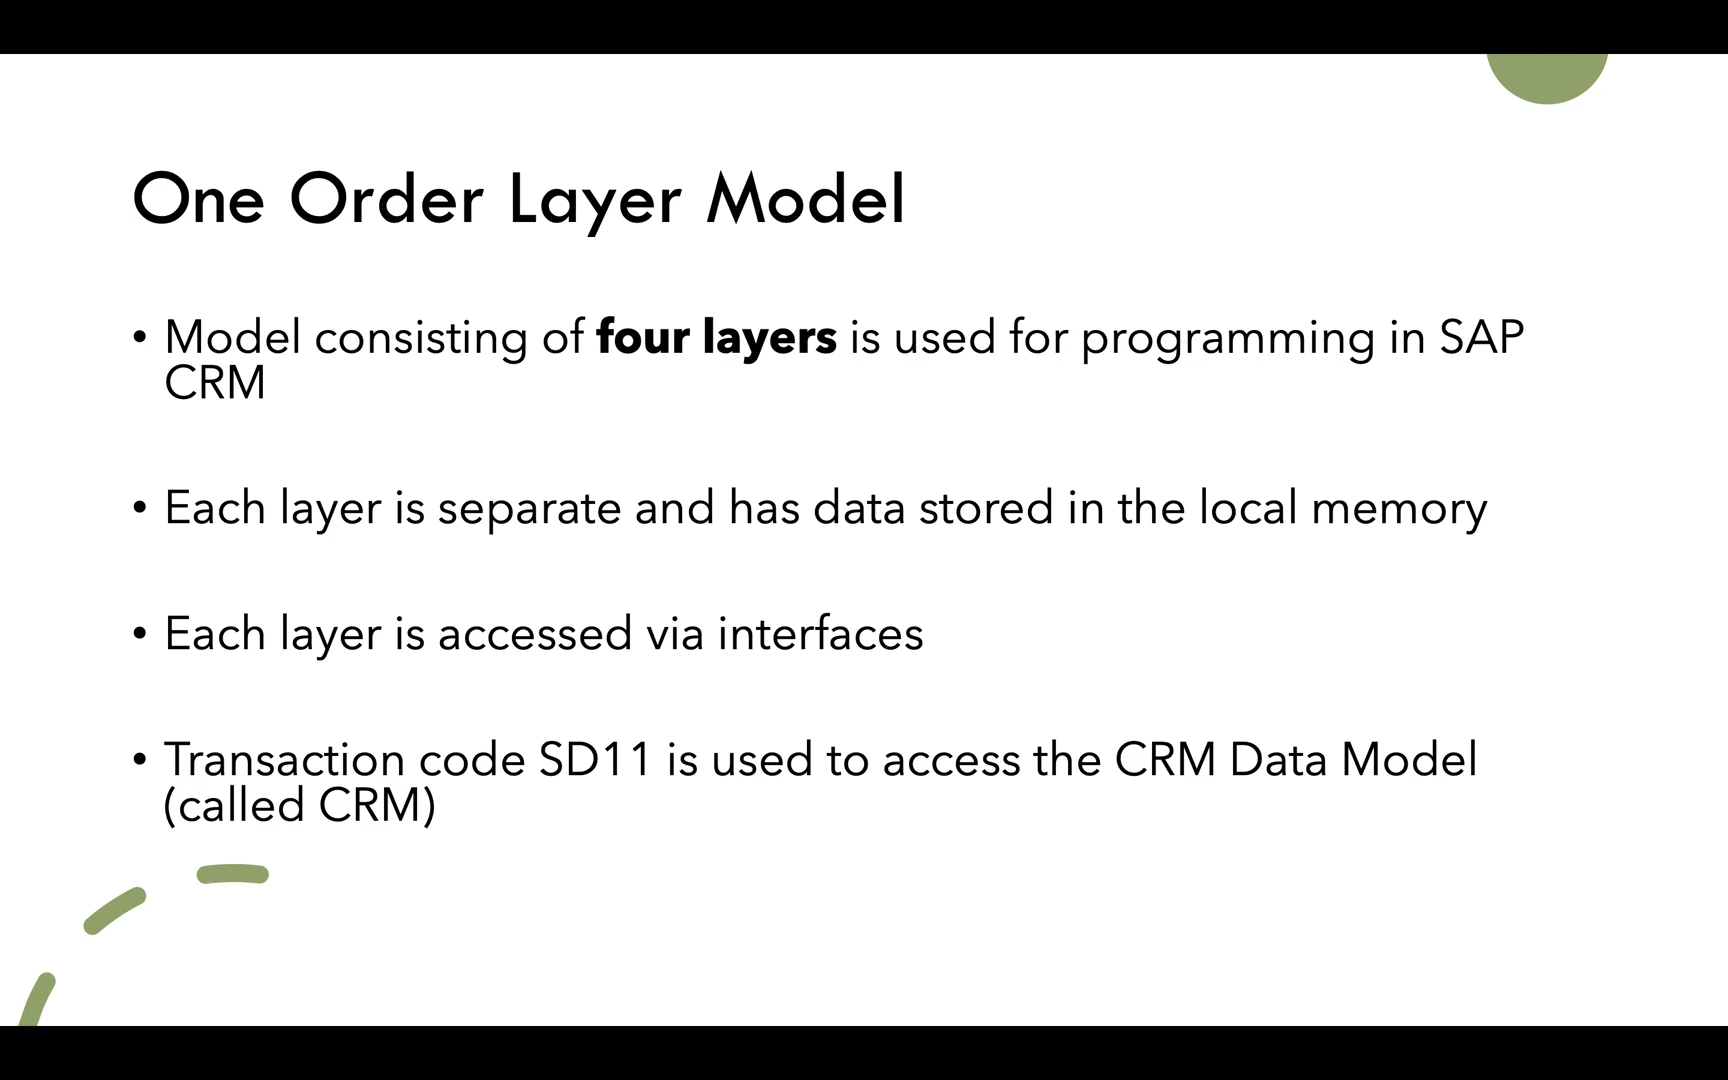 One Order Layer Model
• Model consisting of four layers is used for programming in SAP
CRM
• Each layer is separate and has data stored in the local memory
• Each layer is accessed via interfaces
• Transaction code SD11 is used to access the CRM Data Model
(called CRM)